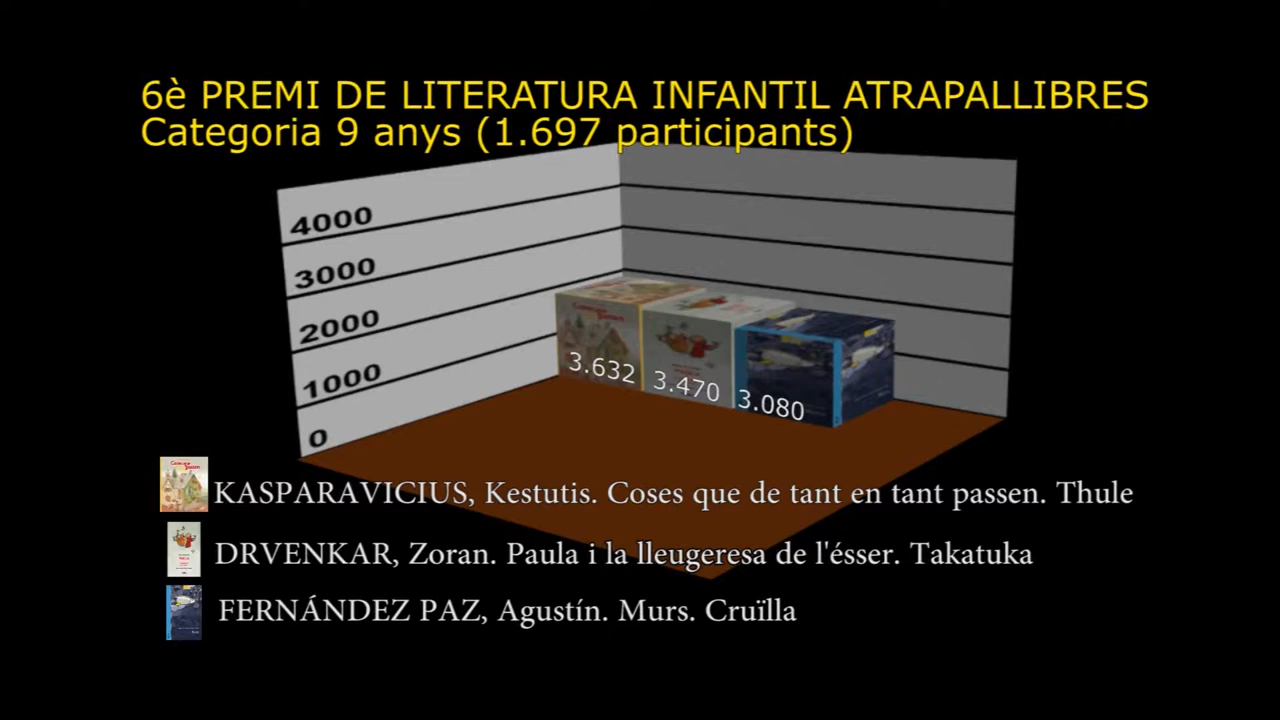 6è PREMI DE LITERATURA INFANTIL ATRAPALLIBRES
Categoria 9 anys (1.697 participants)
4000
3000
2000
1000
0
3.632
3.470
3.080
KASPARAVICIUS, Kestutis. Coses que de tant en tant passen. Thule
DRVENKAR, Zoran. Paula i la lleugeresa de l'ésser. Takatuka
FERNÁNDEZ PAZ, Agustín. Murs. Cruïlla